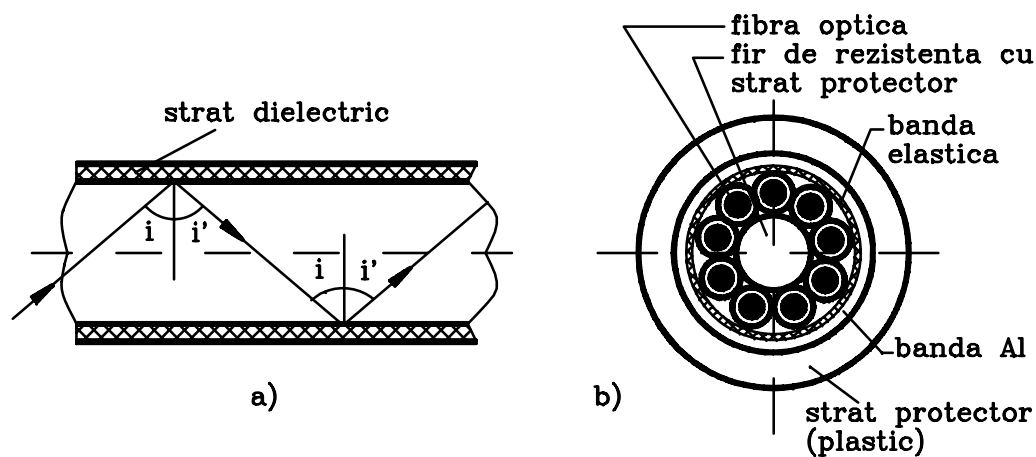 strat dielectric
i
i'
i
i'
a)
fibra optica
fir de rezistenta cu
strat protector
banda
elastica
banda Al
b)
strat protector
(plastic)